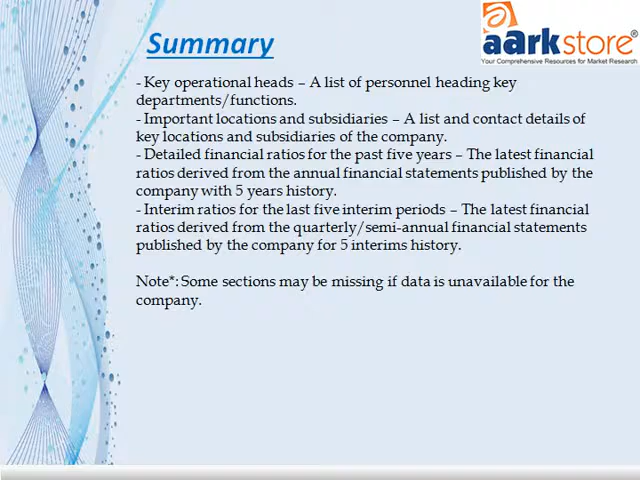 Summary
aarkstore®
Your Comprehensive Resources for Market Research
- Key operational heads – A list of personnel heading key
departments/functions.
- Important locations and subsidiaries – A list and contact details of
key locations and subsidiaries of the company.
- Detailed financial ratios for the past five years – The latest financial
ratios derived from the annual financial statements published by the
company with 5 years history.
- Interim ratios for the last five interim periods – The latest financial
ratios derived from the quarterly/semi-annual financial statements
published by the company for 5 interims history.
Note*: Some sections may be missing if data is unavailable for the
company.